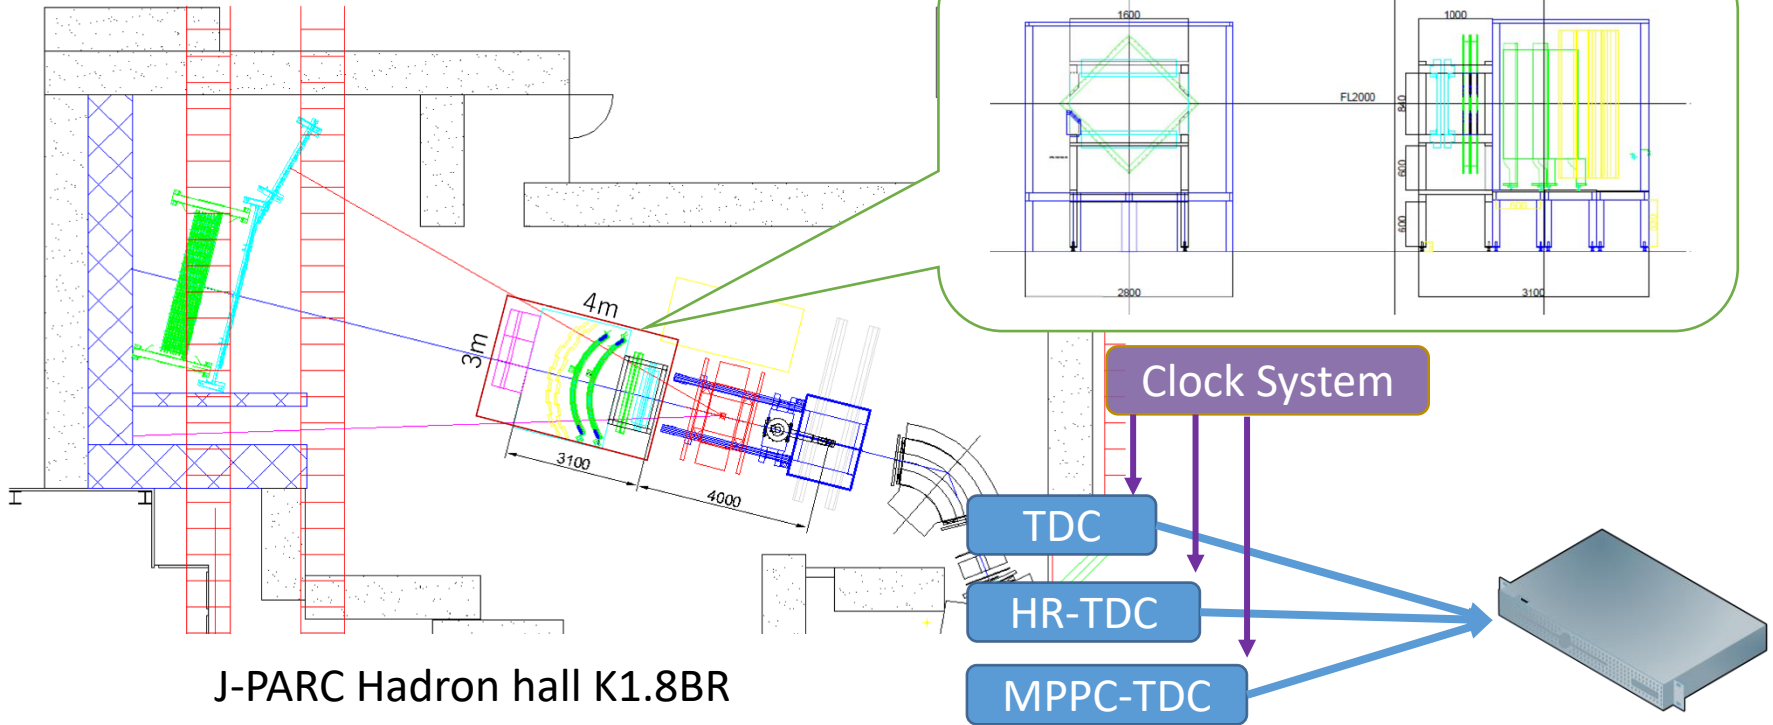 1600
1000
FL2000
840
600
600
2800
3100
4m
3m
3100
4000
Clock System
TDC
HR-TDC
MPPC-TDC
J-PARC Hadron hall K1.8BR